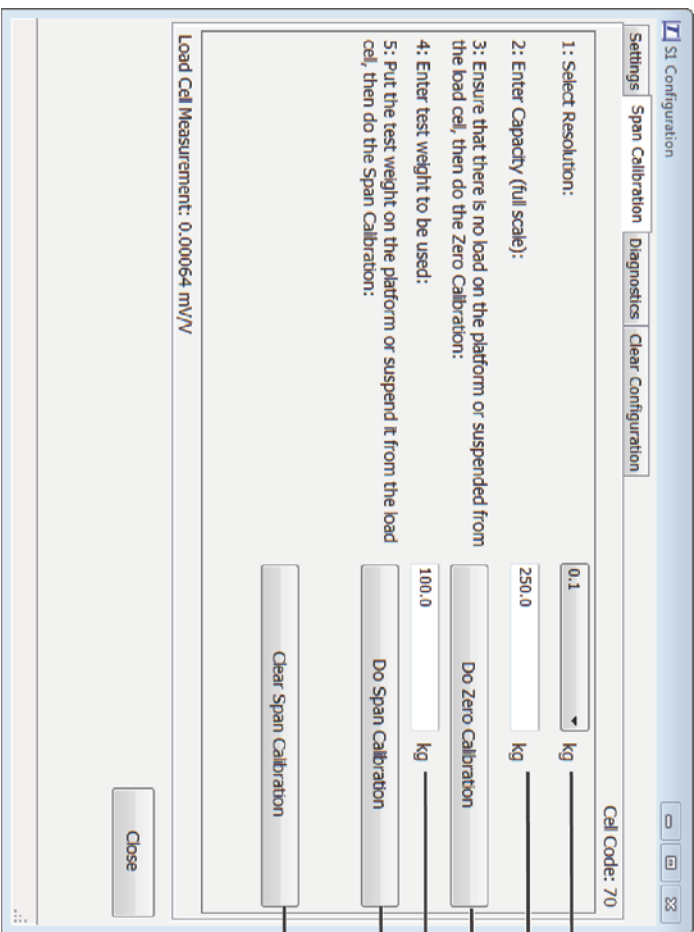 S1 Configuration
Settings Span Calibration Diagnostics Clear Configuration
Cell Code: 70
1: Select Resolution: 0.1 kg
2: Enter Capacity (full scale): 250.0 kg
3: Ensure that there is no load on the platform or suspended from
the load cell, then do the Zero Calibration: Do Zero Calibration
4: Enter test weight to be used: 100.0 kg
5: Put the test weight on the platform or suspend it from the load
cell, then do the Span Calibration: Do Span Calibration
Clear Span Calibration
Load Cell Measurement: 0.00064 mV/V
Close